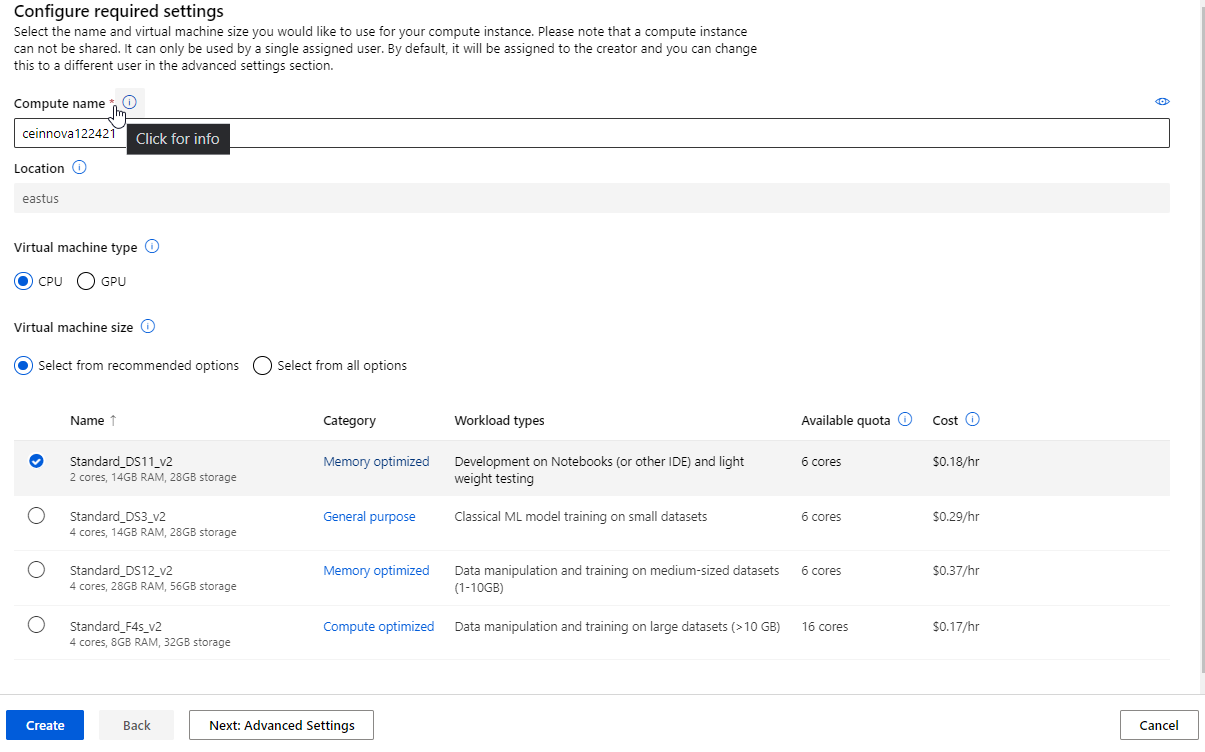 Configure required settings
Select the name and virtual machine size you would like to use for your compute instance. Please note that a compute instance
can not be shared. It can only be used by a single assigned user. By default, it will be assigned to the creator and you can change
this to a different user in the advanced settings section.
Compute name *
ceinnova122421
Click for info
Location
eastus
Virtual machine type
CPU GPU
Virtual machine size
Select from recommended options Select from all options
Name ↑ Category Workload types Available quota Cost
Standard_DS11_v2 Memory optimized Development on Notebooks (or other IDE) and light 6 cores $0.18/hr
2 cores, 14GB RAM, 28GB storage weight testing
Standard_DS3_v2 General purpose Classical ML model training on small datasets 6 cores $0.29/hr
4 cores, 14GB RAM, 28GB storage
Standard_DS12_v2 Memory optimized Data manipulation and training on medium-sized datasets 6 cores $0.37/hr
4 cores, 28GB RAM, 56GB storage (1-10GB)
Standard_F4s_v2 Compute optimized Data manipulation and training on large datasets (>10 GB) 16 cores $0.17/hr
4 cores, 8GB RAM, 32GB storage
Create Back Next: Advanced Settings Cancel